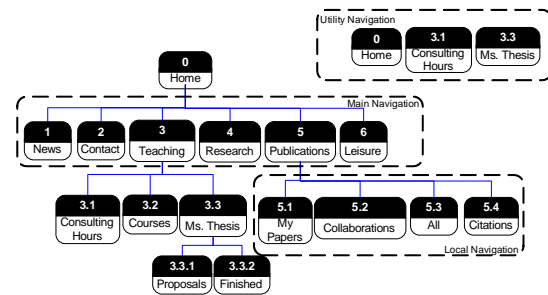 Utility Navigation
0
Home
3.1
Consulting
Hours
3.3
Ms. Thesis
0
Home
Main Navigation
1
News
2
Contact
3
Teaching
4
Research
5
Publications
6
Leisure
3.1
Consulting
Hours
3.2
Courses
3.3
Ms. Thesis
5.1
My
Papers
5.2
Collaborations
5.3
All
5.4
Citations
Local Navigation
3.3.1
Proposals
3.3.2
Finished